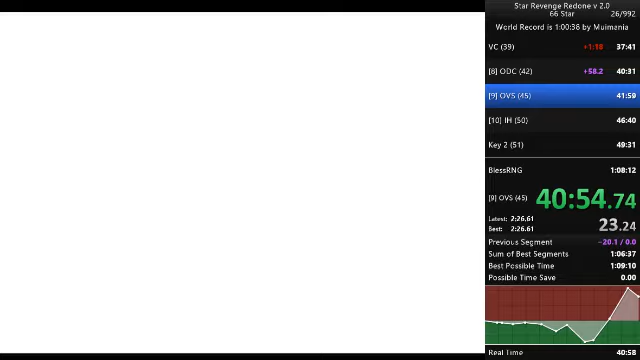 Star Revenge Redone v 2.0
66 Star 26/992
World Record is 1:00:38 by Muimania
VC (39) +1:10 37:41
[8] ODC (42) +58.2 40:31
[9] OVS (45) 41:59
[10] IH (50) 46:40
Key 2 (51) 49:31
BlessRNG 1:08:12
[9] OVS (45) 40:54.74
Latest: 2:26.61
Best: 2:26.61 23.24
Previous Segment -20.1 / 0.0
Sum of Best Segments 1:06:37
Best Possible Time 1:09:10
Possible Time Save 0.00
Real Time 40:58